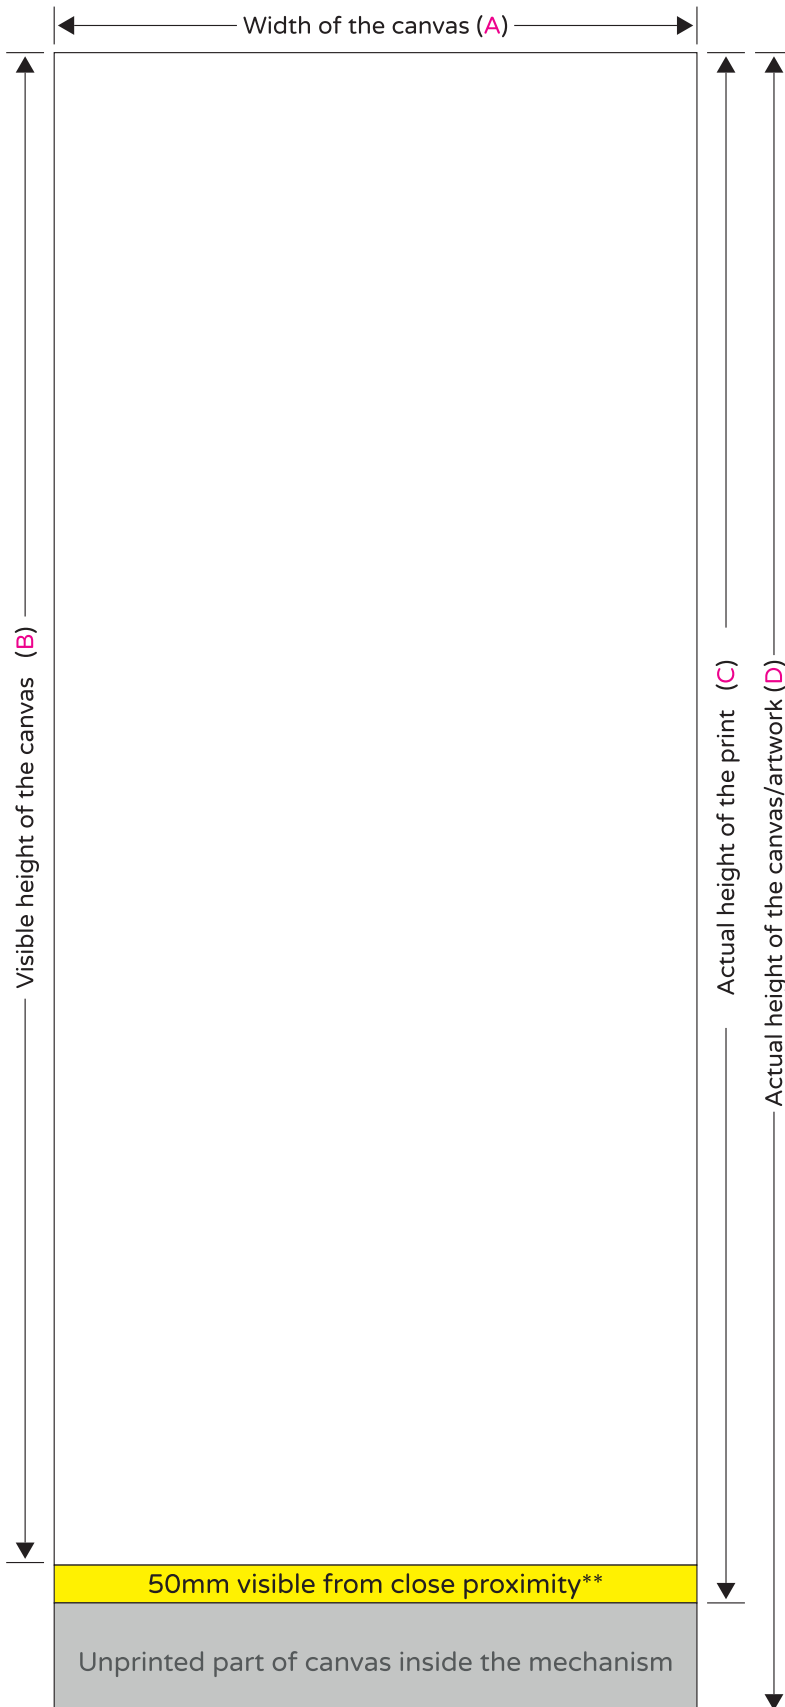 Width of the canvas (A)
Visible height of the canvas (B)
Actual height of the print (C)
Actual height of the canvas/artwork (D)
50mm visible from close proximity**
Unprinted part of canvas inside the mechanism